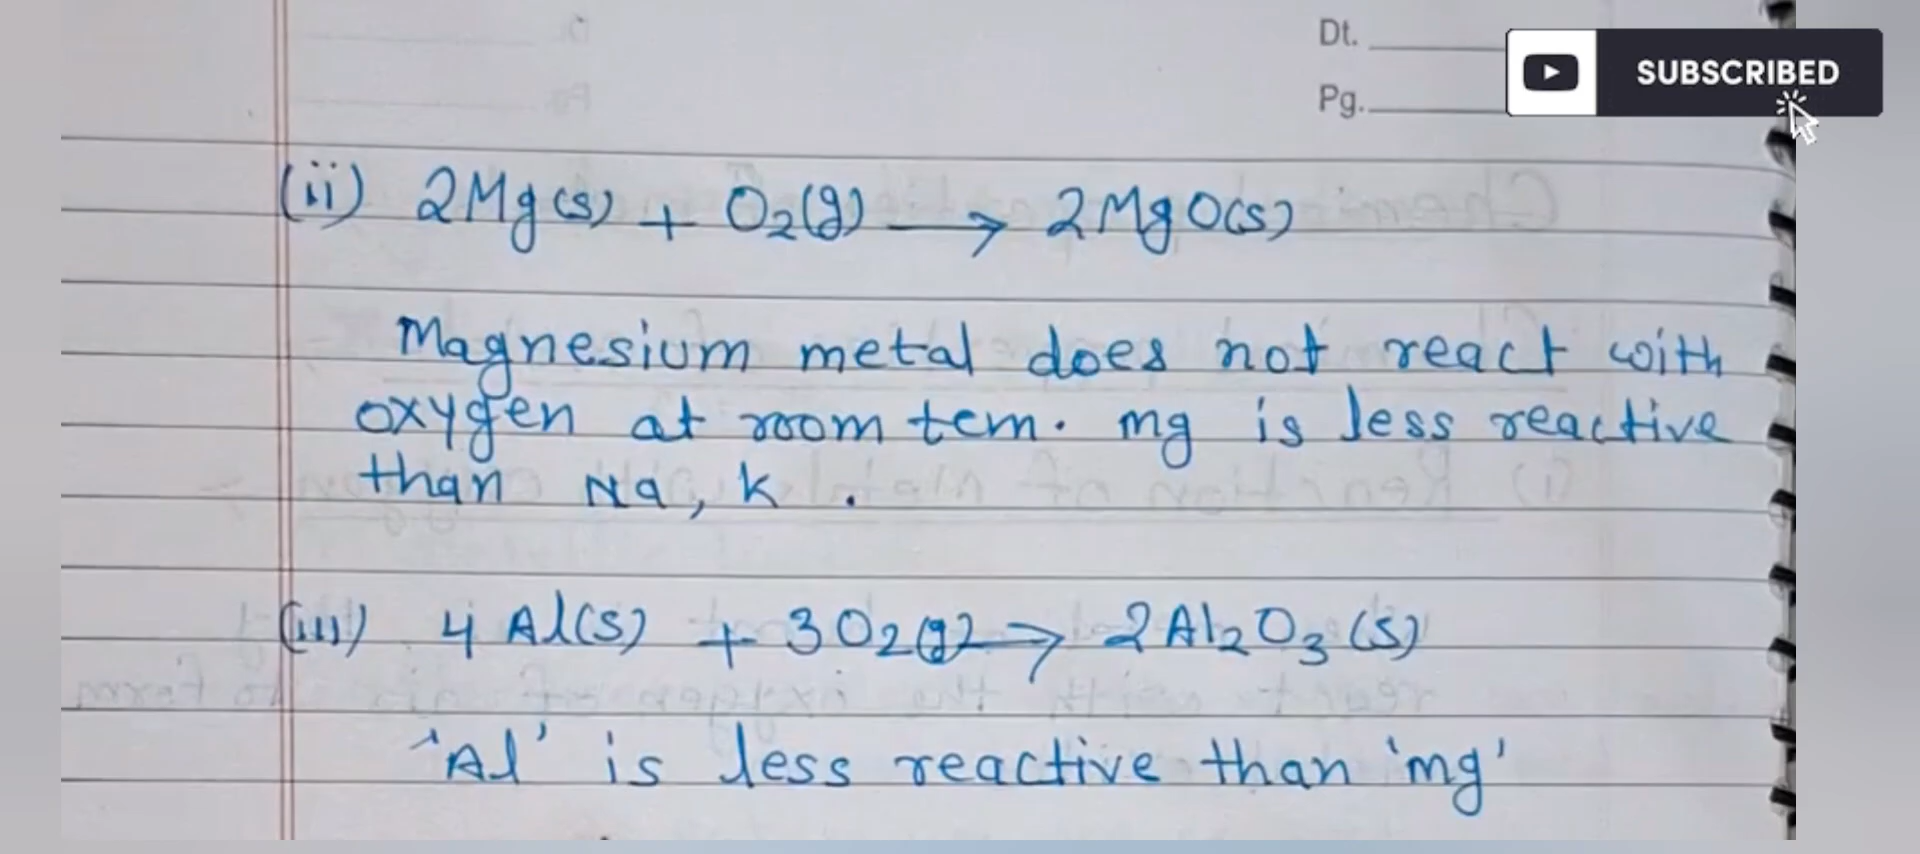 Dt.
SUBSCRIBED
Pg.
(ii) 2Mg(s) + O₂(g) → 2MgO(s)
Magnesium metal does not react with
oxygen at room tem. mg is less reactive
than Na, K .
(iii) 4 Al(s) + 3O₂(g) → 2Al₂O₃(s)
'Al' is less reactive than 'mg'